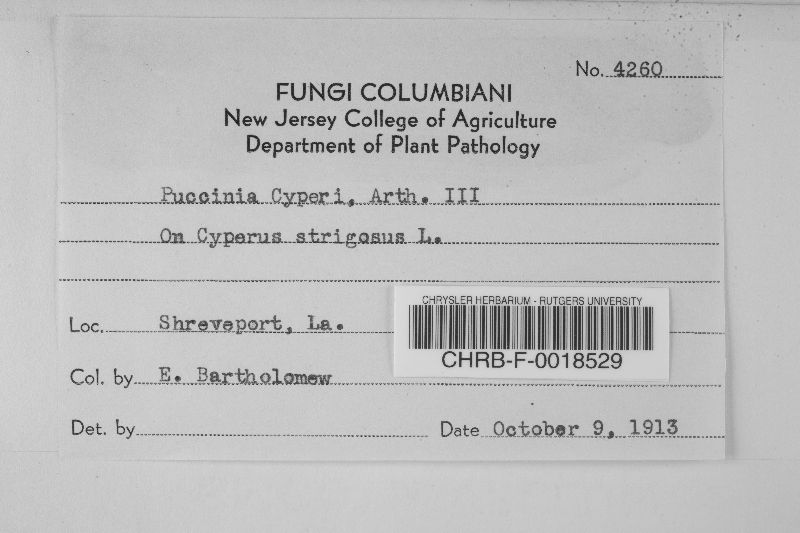 No. 4260
FUNGI COLUMBIANI
New Jersey College of Agriculture
Department of Plant Pathology
Puccinia Cyperi, Arth. III
On Cyperus strigosus L.
CHRYSLER HERBARIUM - RUTGERS UNIVERSITY
CHRB-F-0018529
Loc. Shreveport, La.
Col. by E. Bartholomew
Det. by
Date October 9, 1913